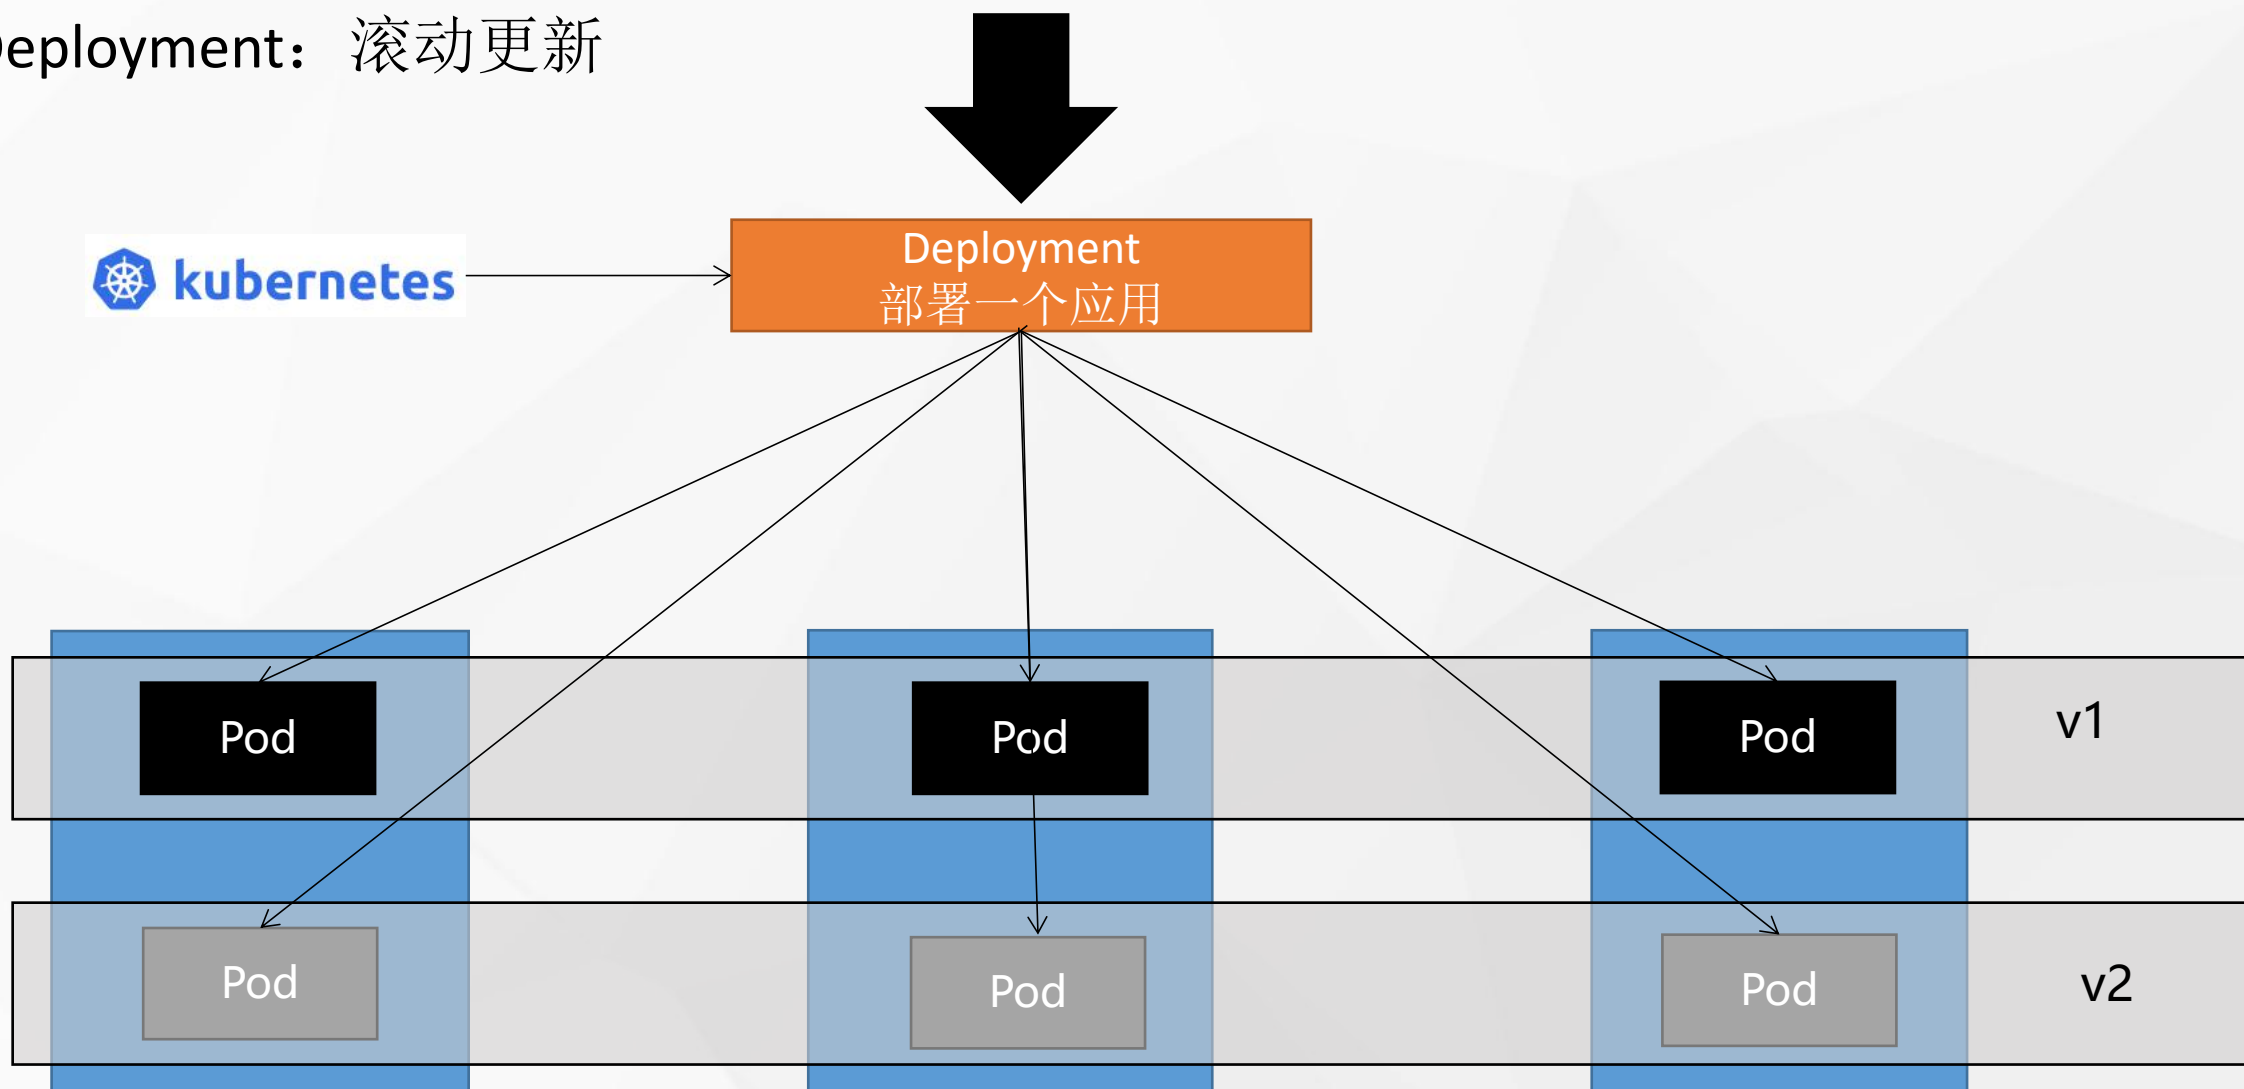 eployment：滚动更新
kubernetes
Deployment
部署一个应用
Pod
Pod
Pod
v1
Pod
Pod
Pod
v2